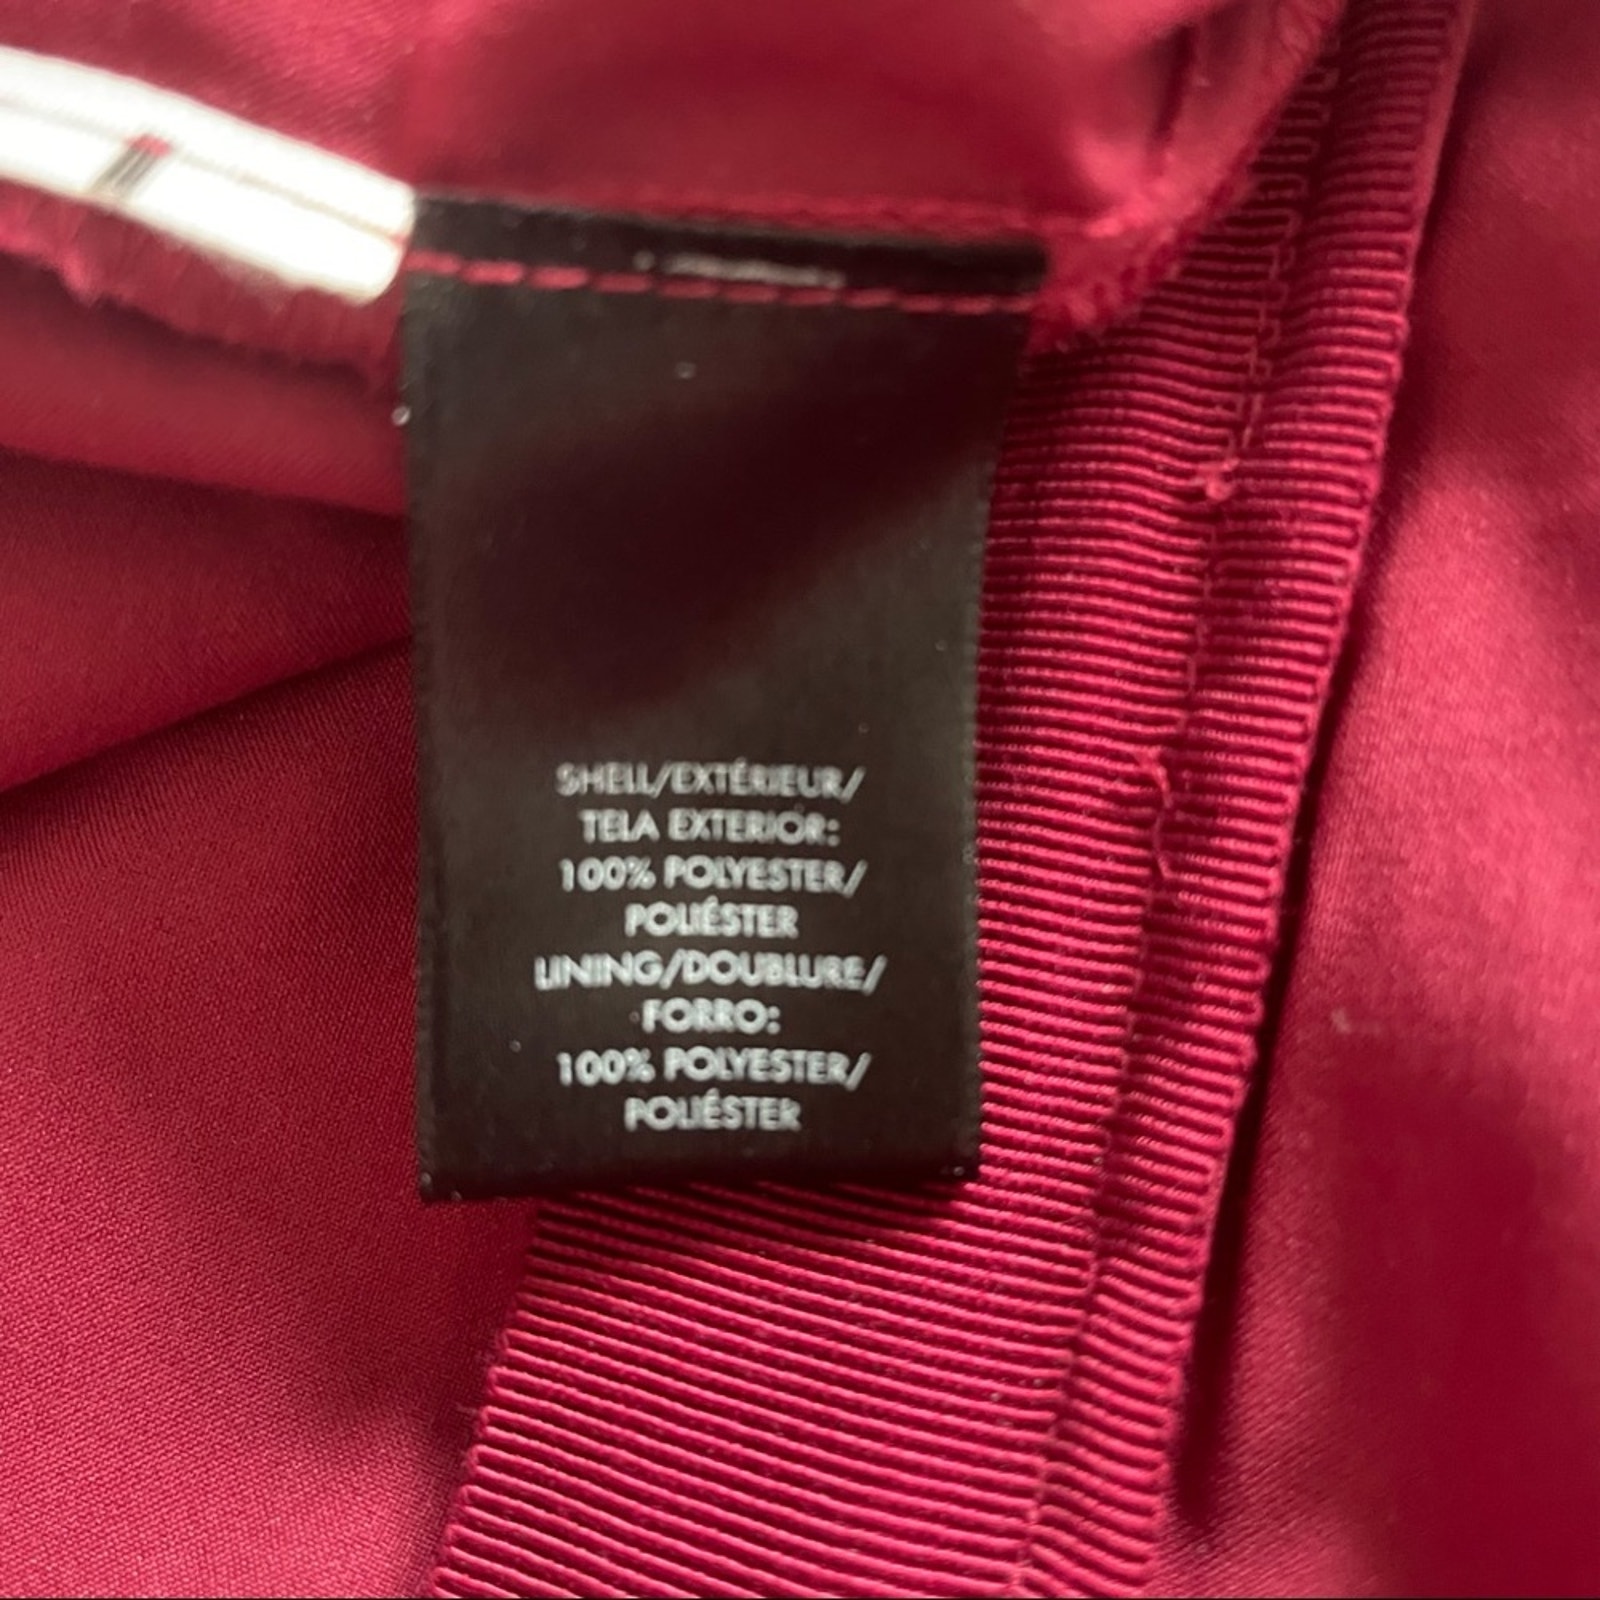 SHELL/EXTÉRIEUR/
TELA EXTERIOR:
100% POLYESTER/
POLIÉSTER
LINING/DOUBLURE/
FORRO:
100% POLYESTER/
POLIÉSTER